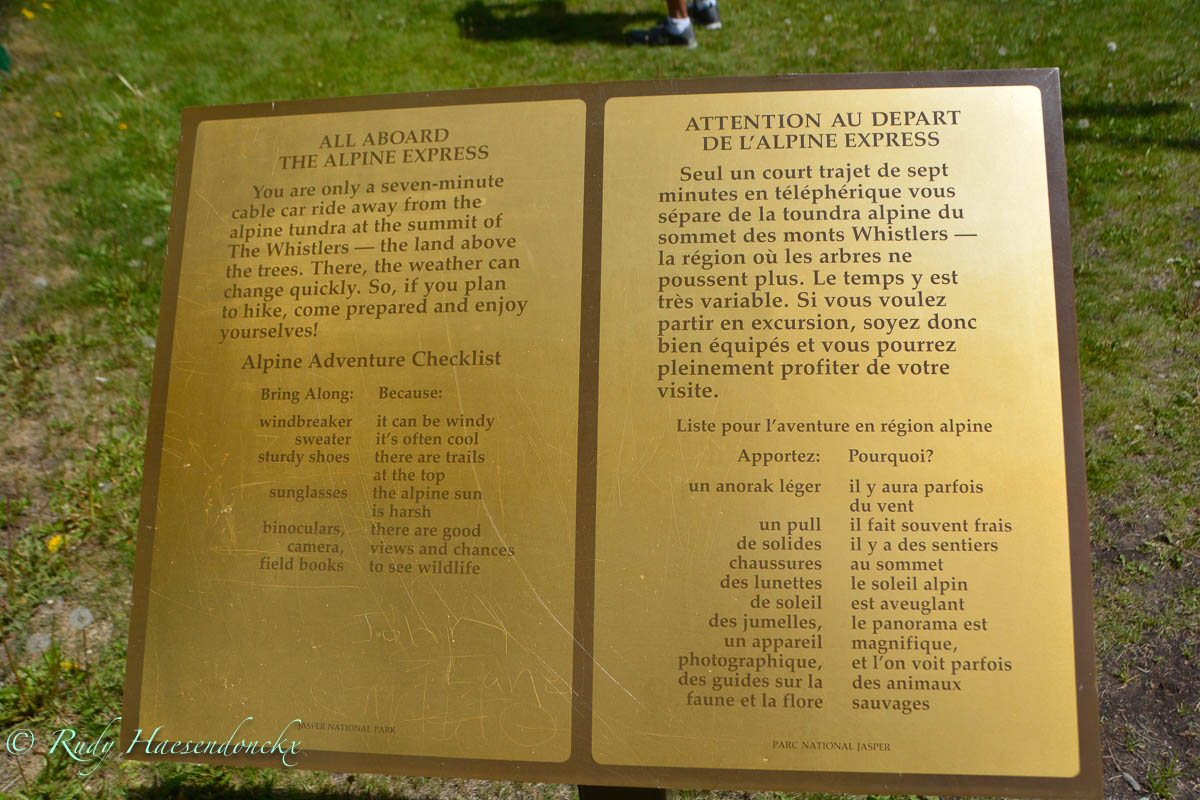 ALL ABOARD
THE ALPINE EXPRESS
You are only a seven-minute
cable car ride away from the
alpine tundra at the summit of
The Whistlers — the land above
the trees. There, the weather can
change quickly. So, if you plan
to hike, come prepared and enjoy
yourselves!
Alpine Adventure Checklist
Bring Along: Because:
windbreaker it can be windy
sweater it's often cool
sturdy shoes there are trails
at the top
sunglasses the alpine sun
is harsh
binoculars, there are good
camera, views and chances
field books to see wildlife
John
Lane
JASPER NATIONAL PARK
ATTENTION AU DEPART
DE L'ALPINE EXPRESS
Seul un court trajet de sept
minutes en téléphérique vous
sépare de la toundra alpine du
sommet des monts Whistlers —
la région où les arbres ne
poussent plus. Le temps y est
très variable. Si vous voulez
partir en excursion, soyez donc
bien équipés et vous pourrez
pleinement profiter de votre
visite.
Liste pour l'aventure en région alpine
Apportez: Pourquoi?
un anorak léger il y aura parfois
du vent
un pull il fait souvent frais
de solides il y a des sentiers
chaussures au sommet
des lunettes le soleil alpin
de soleil est aveuglant
des jumelles, le panorama est
un appareil magnifique,
photographique, et l'on voit parfois
des guides sur la des animaux
faune et la flore sauvages
PARC NATIONAL JASPER
© Rudy Haesendonckx